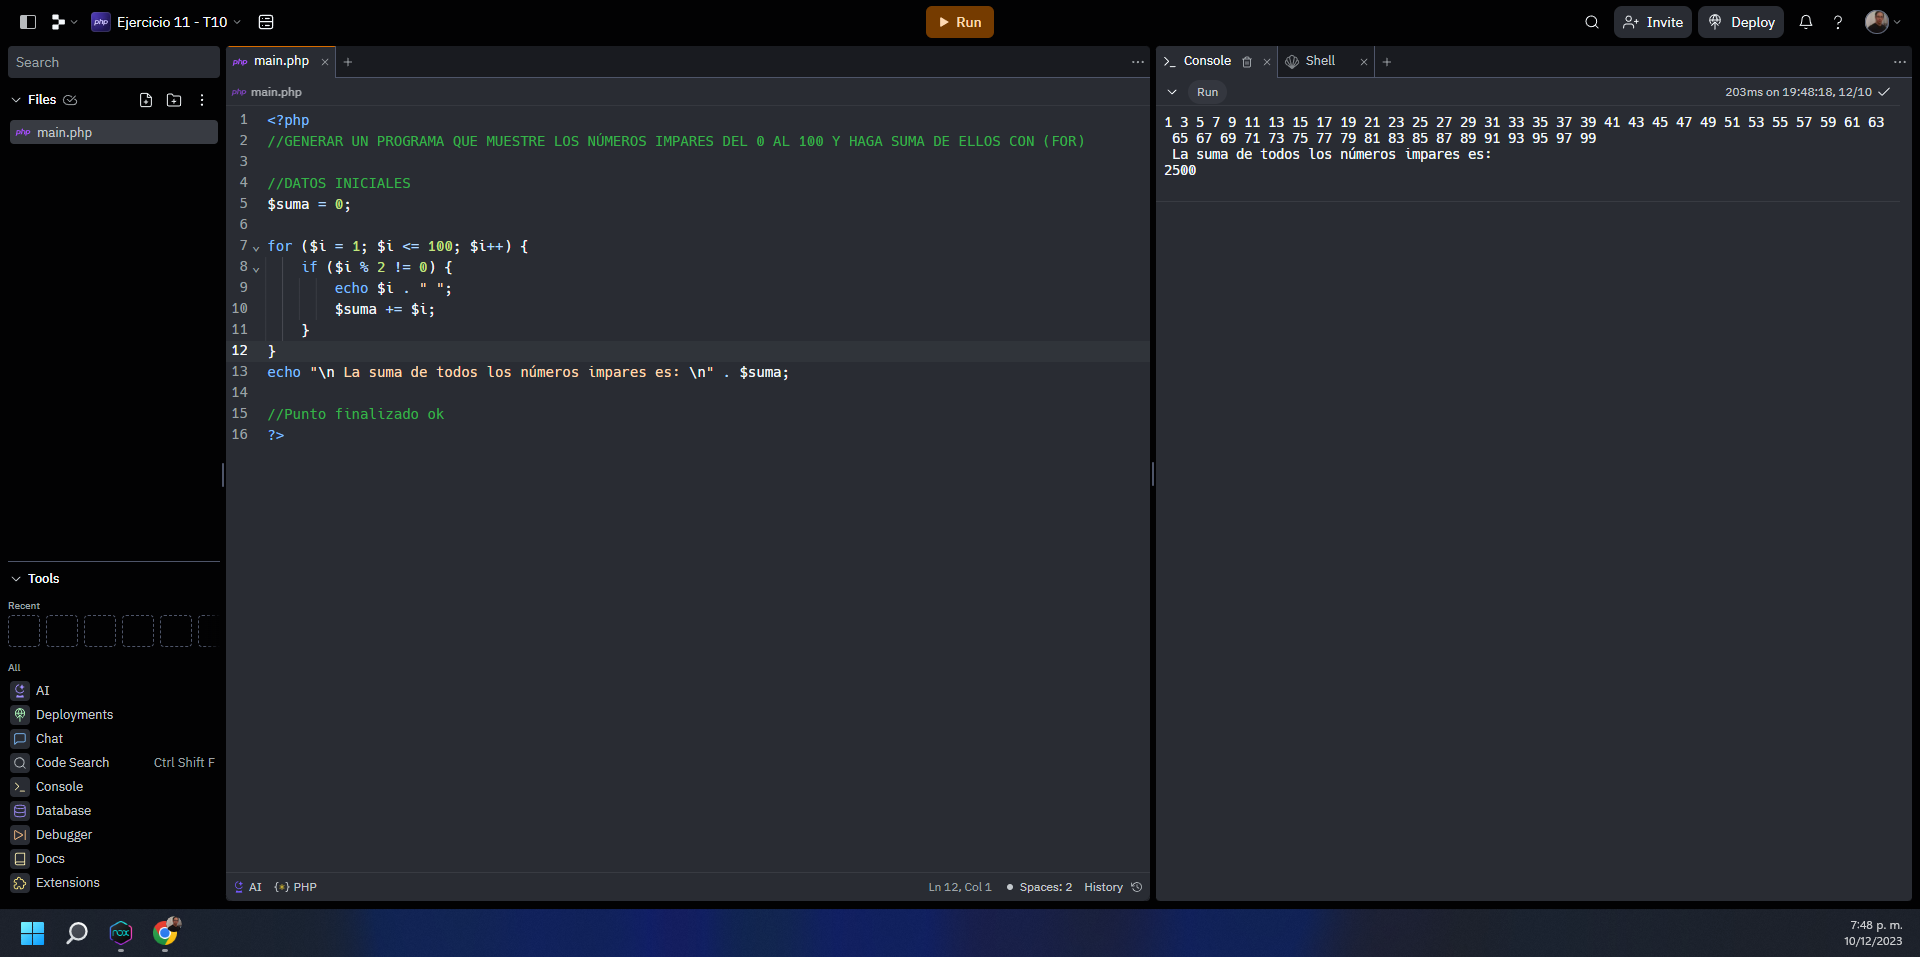 php Ejercicio 11 - T10
Run
Invite
Deploy
Search
Files
php main.php
Tools
Recent
All
AI
Deployments
Chat
Code Search Ctrl Shift F
Console
Database
Debugger
Docs
Extensions
php main.php
php main.php
1 <?php
2 //GENERAR UN PROGRAMA QUE MUESTRE LOS NÚMEROS IMPARES DEL 0 AL 100 Y HAGA SUMA DE ELLOS CON (FOR)
3
4 //DATOS INICIALES
5 $suma = 0;
6
7 for ($i = 1; $i <= 100; $i++) {
8 if ($i % 2 != 0) {
9 echo $i . " ";
10 $suma += $i;
11 }
12 }
13 echo "\n La suma de todos los números impares es: \n" . $suma;
14
15 //Punto finalizado ok
16 ?>
AI {} PHP
Ln 12, Col 1 Spaces: 2 History
Console Shell
Run
203ms on 19:48:18, 12/10
1 3 5 7 9 11 13 15 17 19 21 23 25 27 29 31 33 35 37 39 41 43 45 47 49 51 53 55 57 59 61 63
65 67 69 71 73 75 77 79 81 83 85 87 89 91 93 95 97 99
La suma de todos los números impares es:
2500
nox
7:48 p. m.
10/12/2023